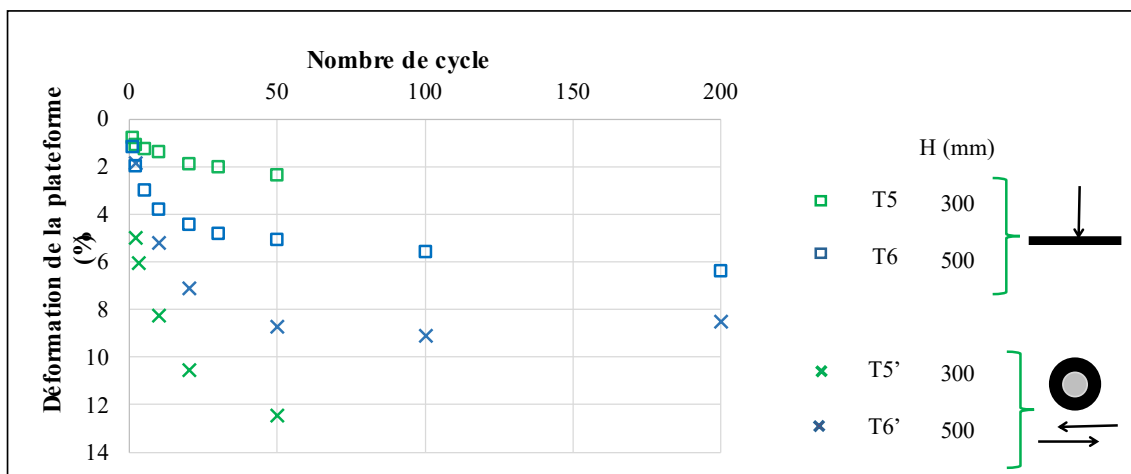 Nombre de cycle
0 50 100 150 200
Déformation de la plateforme
(%)
0
2
4
6
8
10
12
14
H (mm)
T5 300
T6 500
T5’ 300
T6’ 500